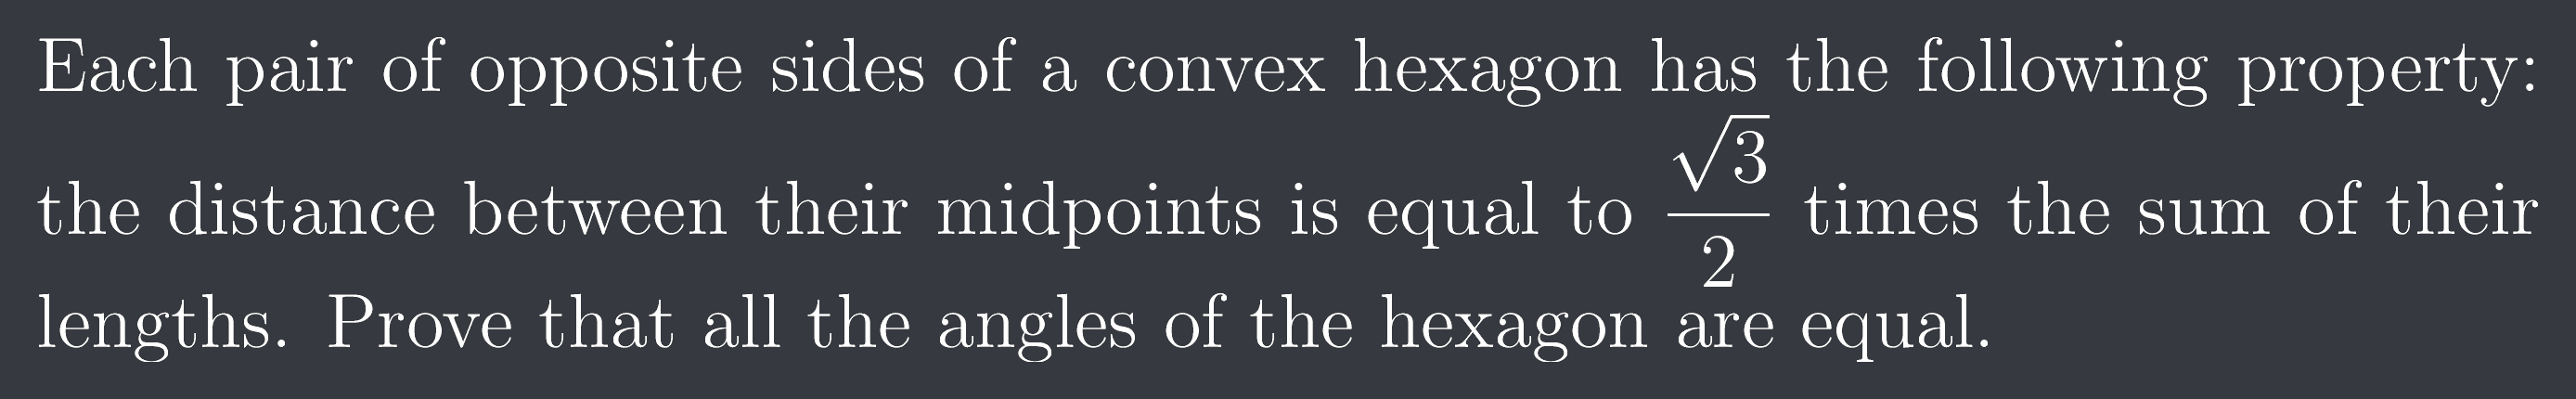 Each pair of opposite sides of a convex hexagon has the following property:
the distance between their midpoints is equal to $\dfrac{\sqrt{3}}{2}$ times the sum of their
lengths. Prove that all the angles of the hexagon are equal.